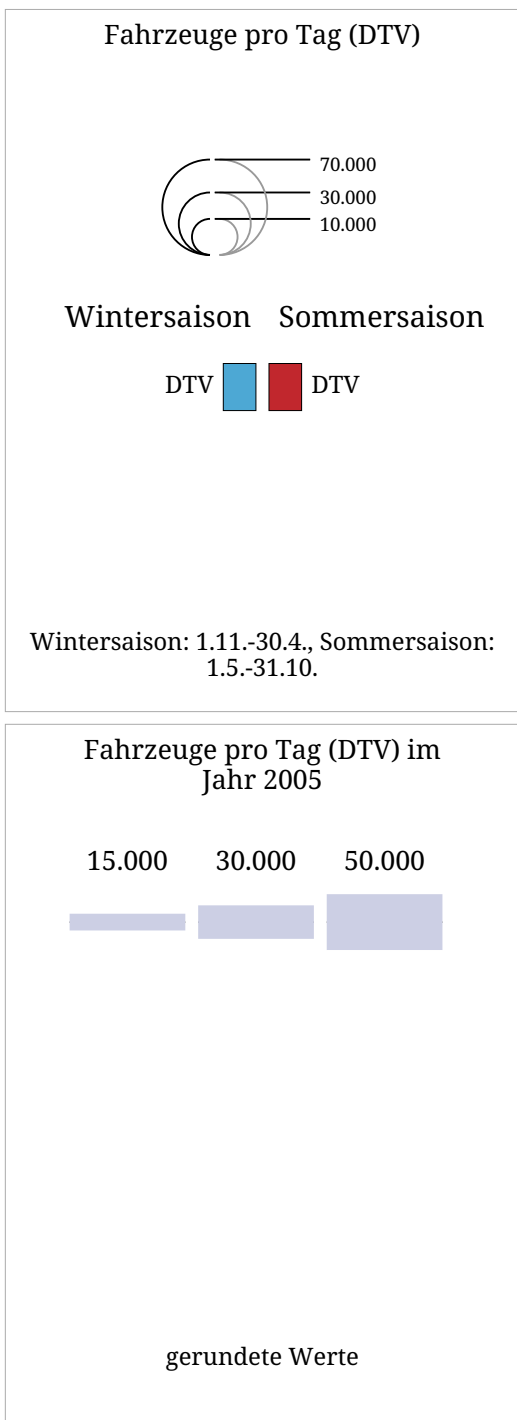 Fahrzeuge pro Tag (DTV)
70.000
30.000
10.000
Wintersaison Sommersaison
DTV DTV
Wintersaison: 1.11.-30.4., Sommersaison:
1.5.-31.10.
Fahrzeuge pro Tag (DTV) im
Jahr 2005
15.000 30.000 50.000
gerundete Werte